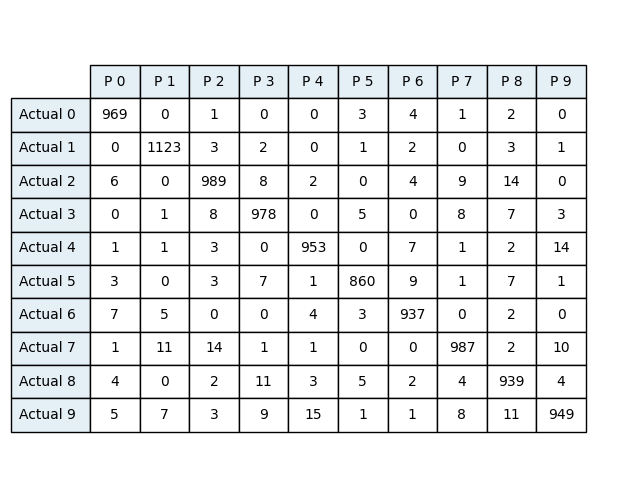 P 0 P 1 P 2 P 3 P 4 P 5 P 6 P 7 P 8 P 9
Actual 0 969 0 1 0 0 3 4 1 2 0
Actual 1 0 1123 3 2 0 1 2 0 3 1
Actual 2 6 0 989 8 2 0 4 9 14 0
Actual 3 0 1 8 978 0 5 0 8 7 3
Actual 4 1 1 3 0 953 0 7 1 2 14
Actual 5 3 0 3 7 1 860 9 1 7 1
Actual 6 7 5 0 0 4 3 937 0 2 0
Actual 7 1 11 14 1 1 0 0 987 2 10
Actual 8 4 0 2 11 3 5 2 4 939 4
Actual 9 5 7 3 9 15 1 1 8 11 949